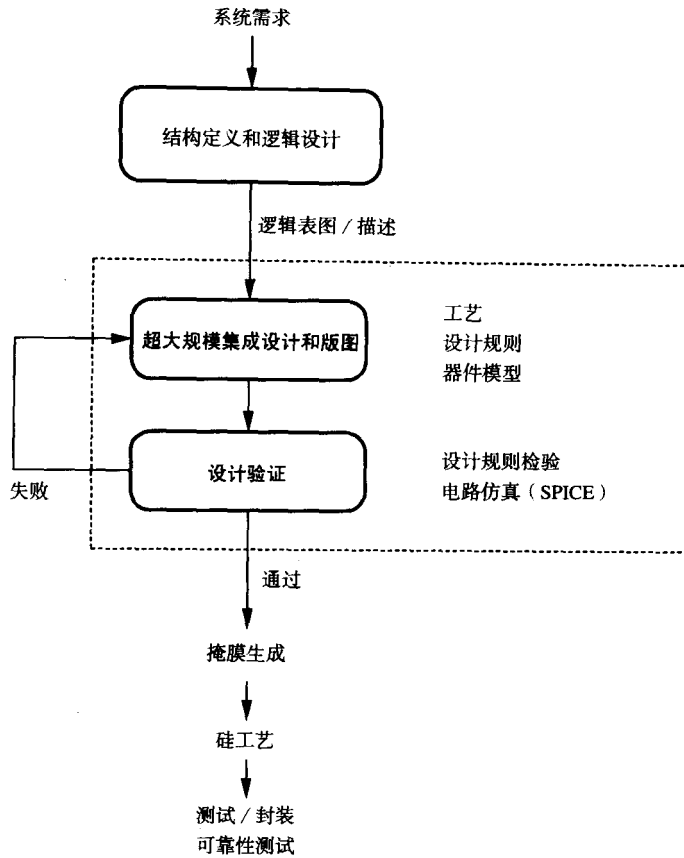 系统需求
结构定义和逻辑设计
逻辑表图 / 描述
超大规模集成设计和版图
工艺
设计规则
器件模型
设计验证
设计规则检验
电路仿真（SPICE）
失败
通过
掩膜生成
硅工艺
测试 / 封装
可靠性测试